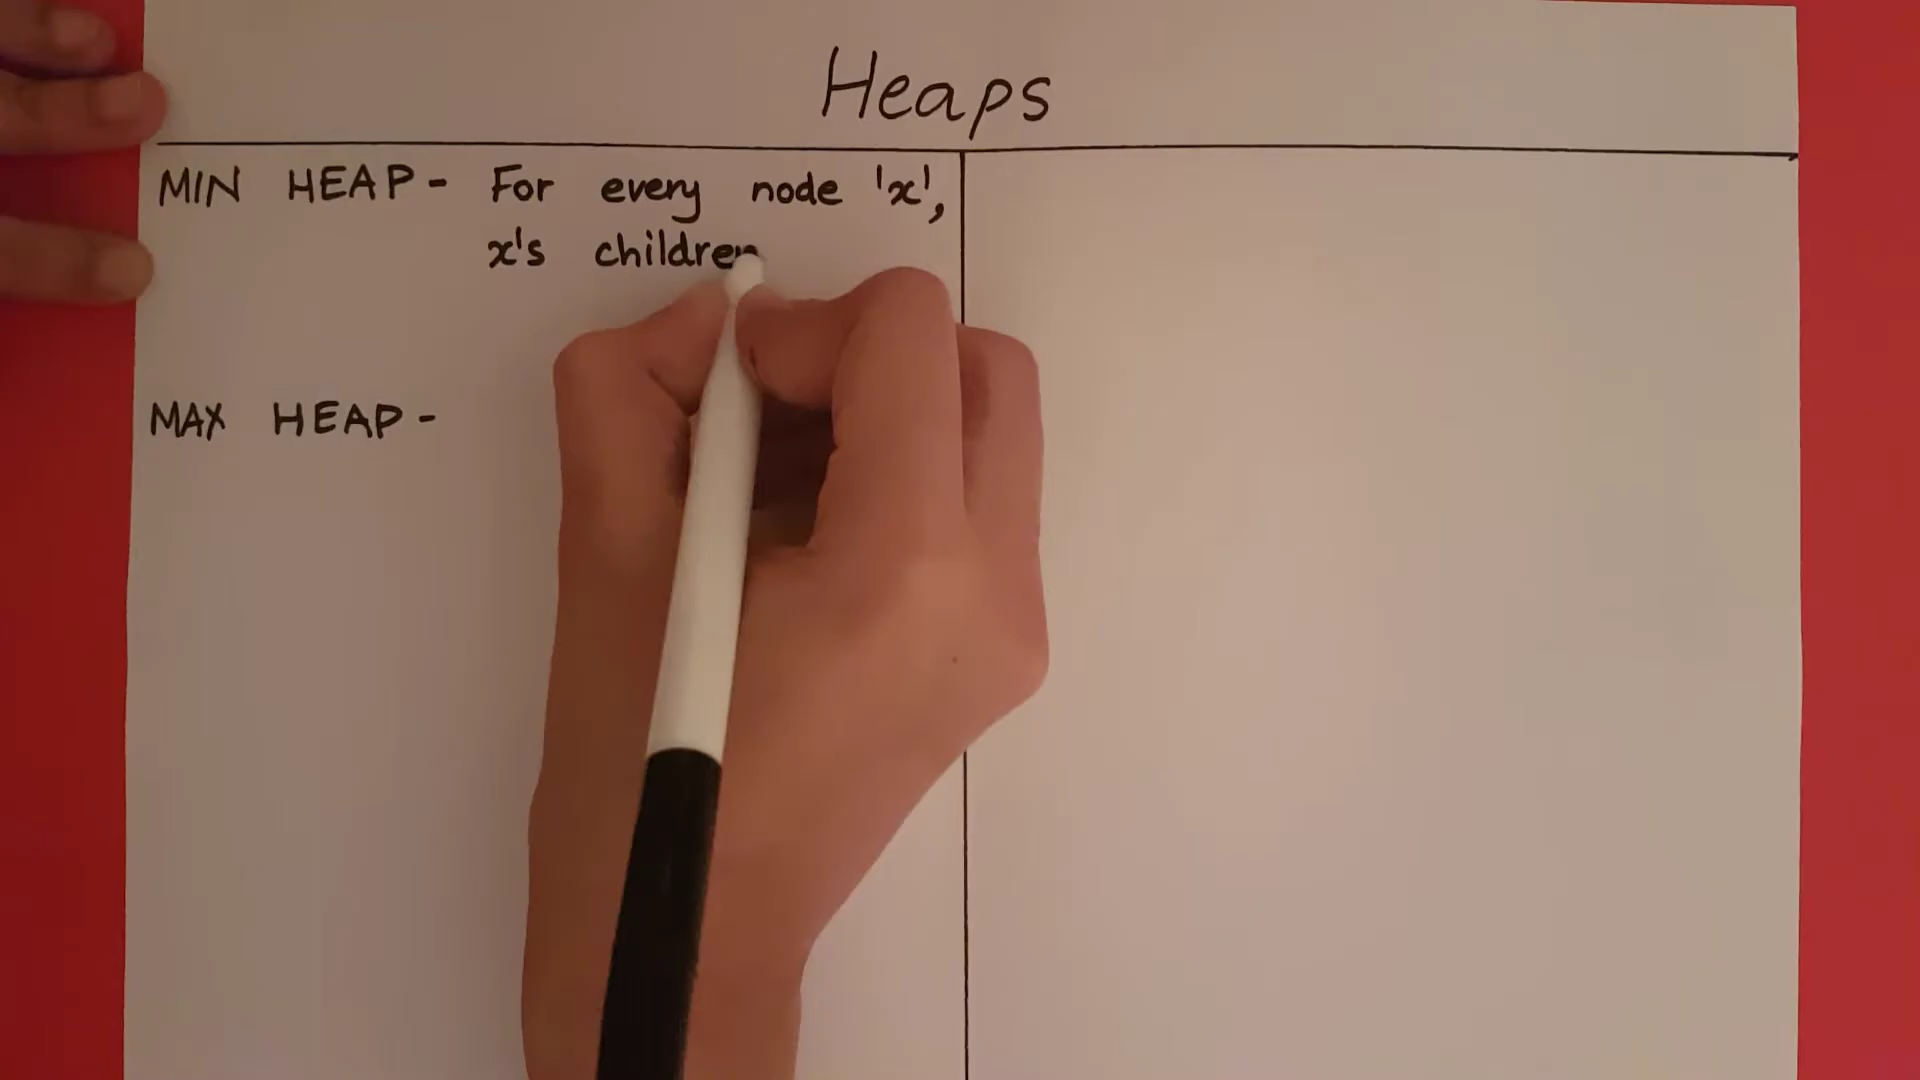 Heaps
MIN HEAP- For every node 'x',
x's children
MAX HEAP-